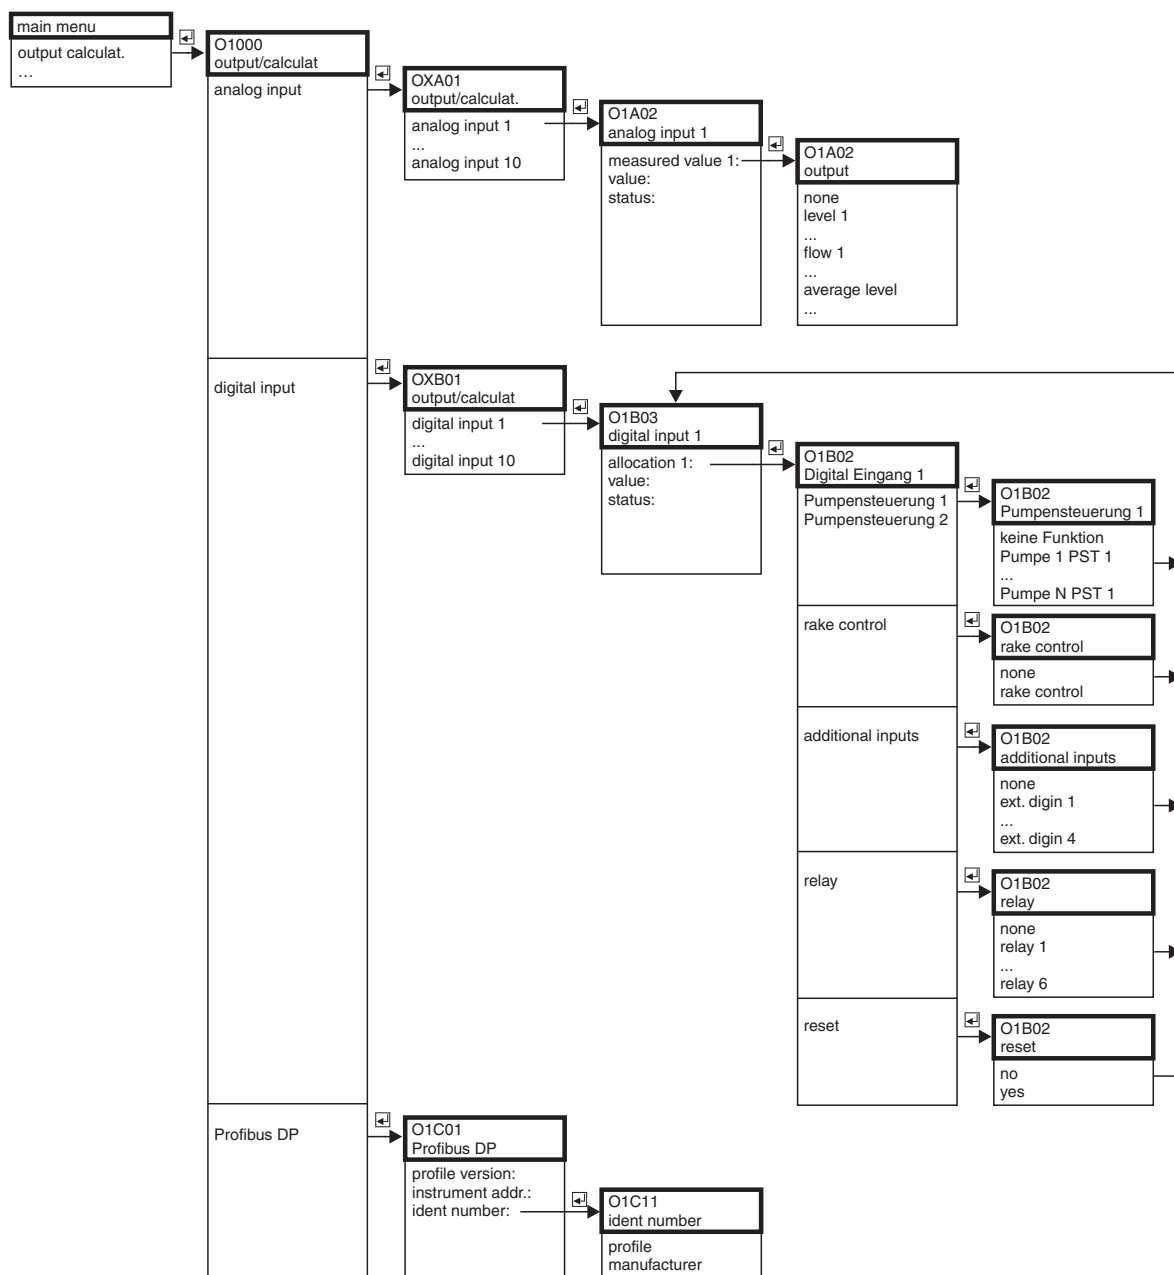 main menu
output calculat.
...
O1000
output/calculat
analog input
OXA01
output/calculat.
analog input 1
...
analog input 10
O1A02
analog input 1
measured value 1:
value:
status:
O1A02
output
none
level 1
...
flow 1
...
average level
...
digital input
OXB01
output/calculat
digital input 1
...
digital input 10
O1B03
digital input 1
allocation 1:
value:
status:
O1B02
Digital Eingang 1
Pumpensteuerung 1
Pumpensteuerung 2
O1B02
Pumpensteuerung 1
keine Funktion
Pumpe 1 PST 1
...
Pumpe N PST 1
rake control
O1B02
rake control
none
rake control
additional inputs
O1B02
additional inputs
none
ext. digin 1
...
ext. digin 4
relay
O1B02
relay
none
relay 1
...
relay 6
reset
O1B02
reset
no
yes
Profibus DP
O1C01
Profibus DP
profile version:
instrument addr.:
ident number:
O1C11
ident number
profile
manufacturer